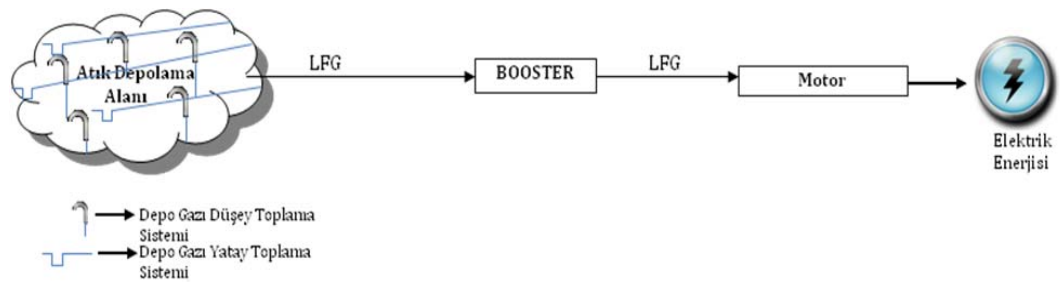 Atık Depolama
Alanı
LFG
BOOSTER
LFG
Motor
Elektrik
Enerjisi
Depo Gazı Düşey Toplama
Sistemi
Depo Gazı Yatay Toplama
Sistemi